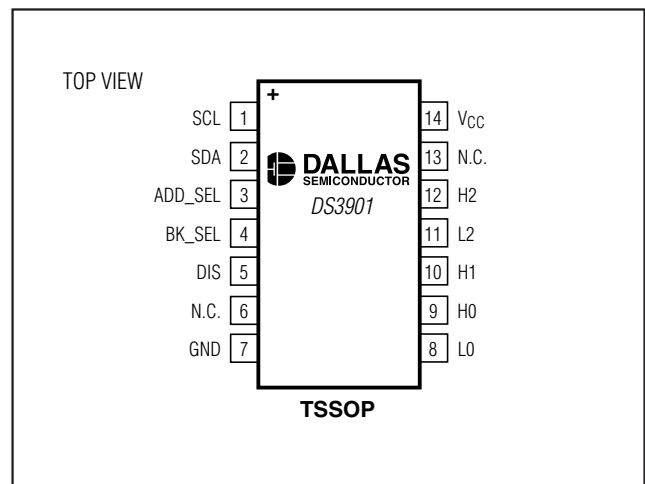 TOP VIEW
+
SCL 1
SDA 2
ADD_SEL 3
BK_SEL 4
DIS 5
N.C. 6
GND 7
DALLAS
SEMICONDUCTOR
DS3901
14 VCC
13 N.C.
12 H2
11 L2
10 H1
9 H0
8 L0
TSSOP